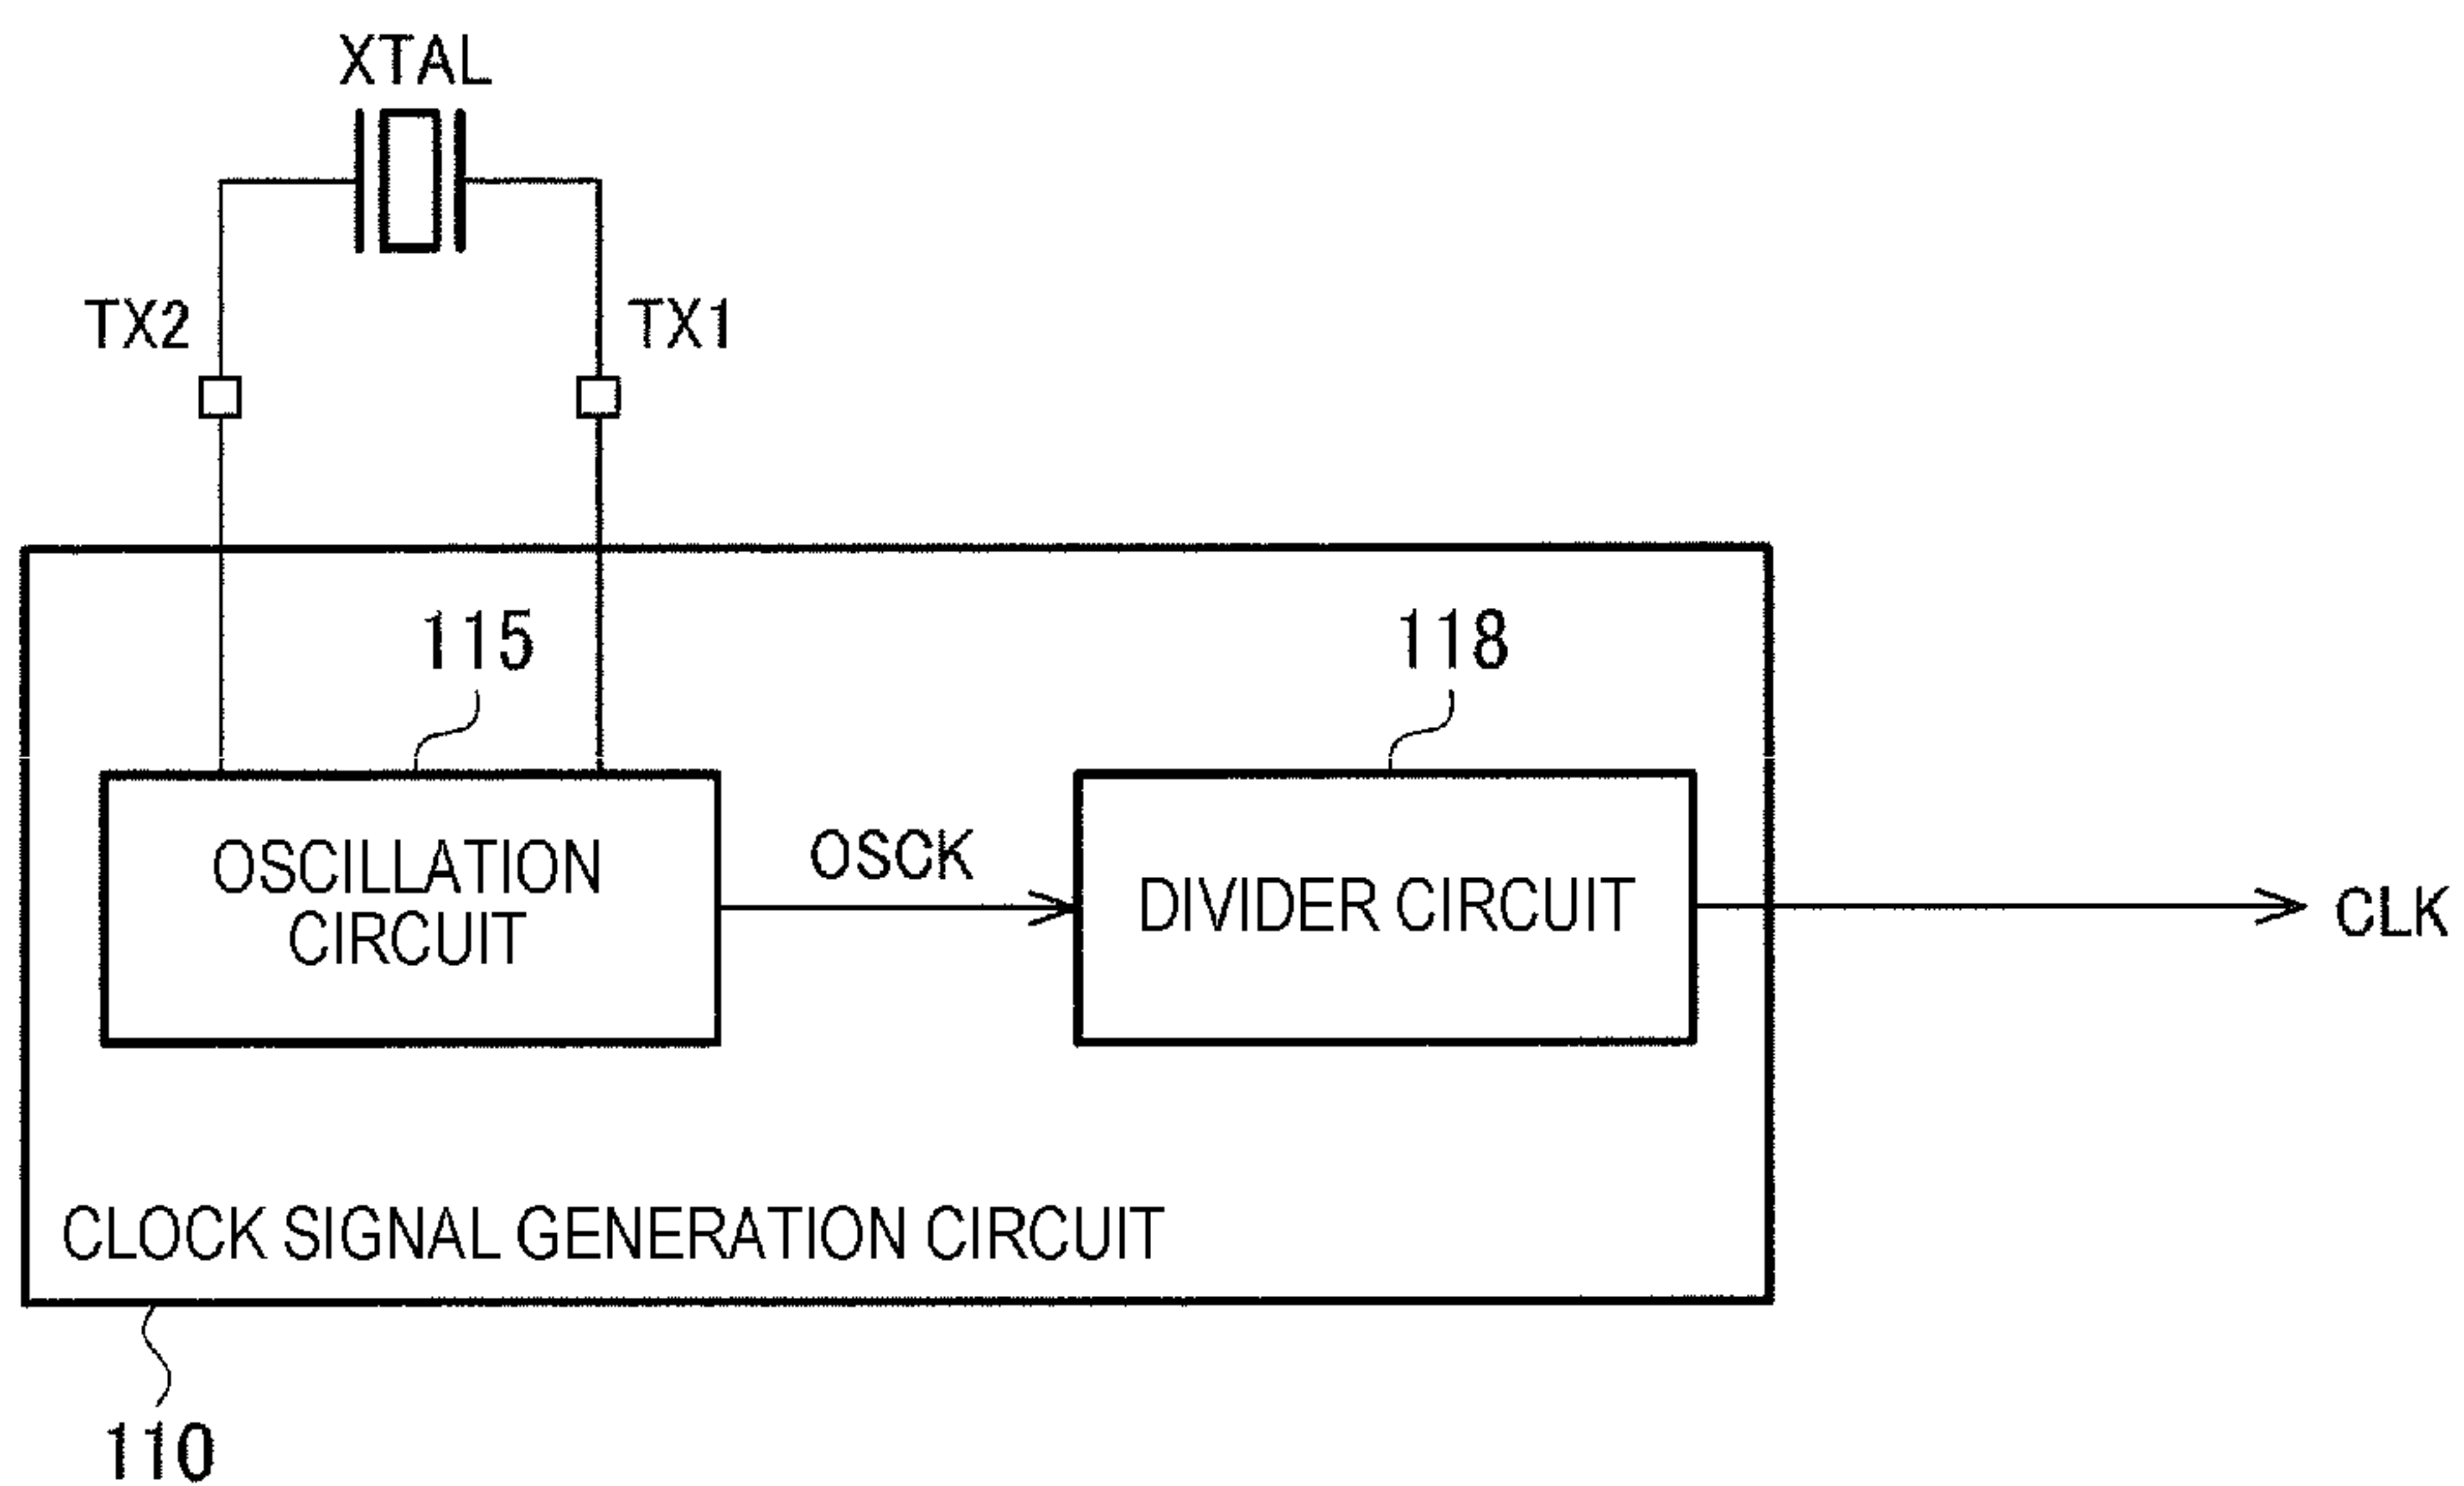 XTAL
TX2
TX1
115
118
OSCILLATION
CIRCUIT
OSCK
DIVIDER CIRCUIT
CLK
CLOCK SIGNAL GENERATION CIRCUIT
110